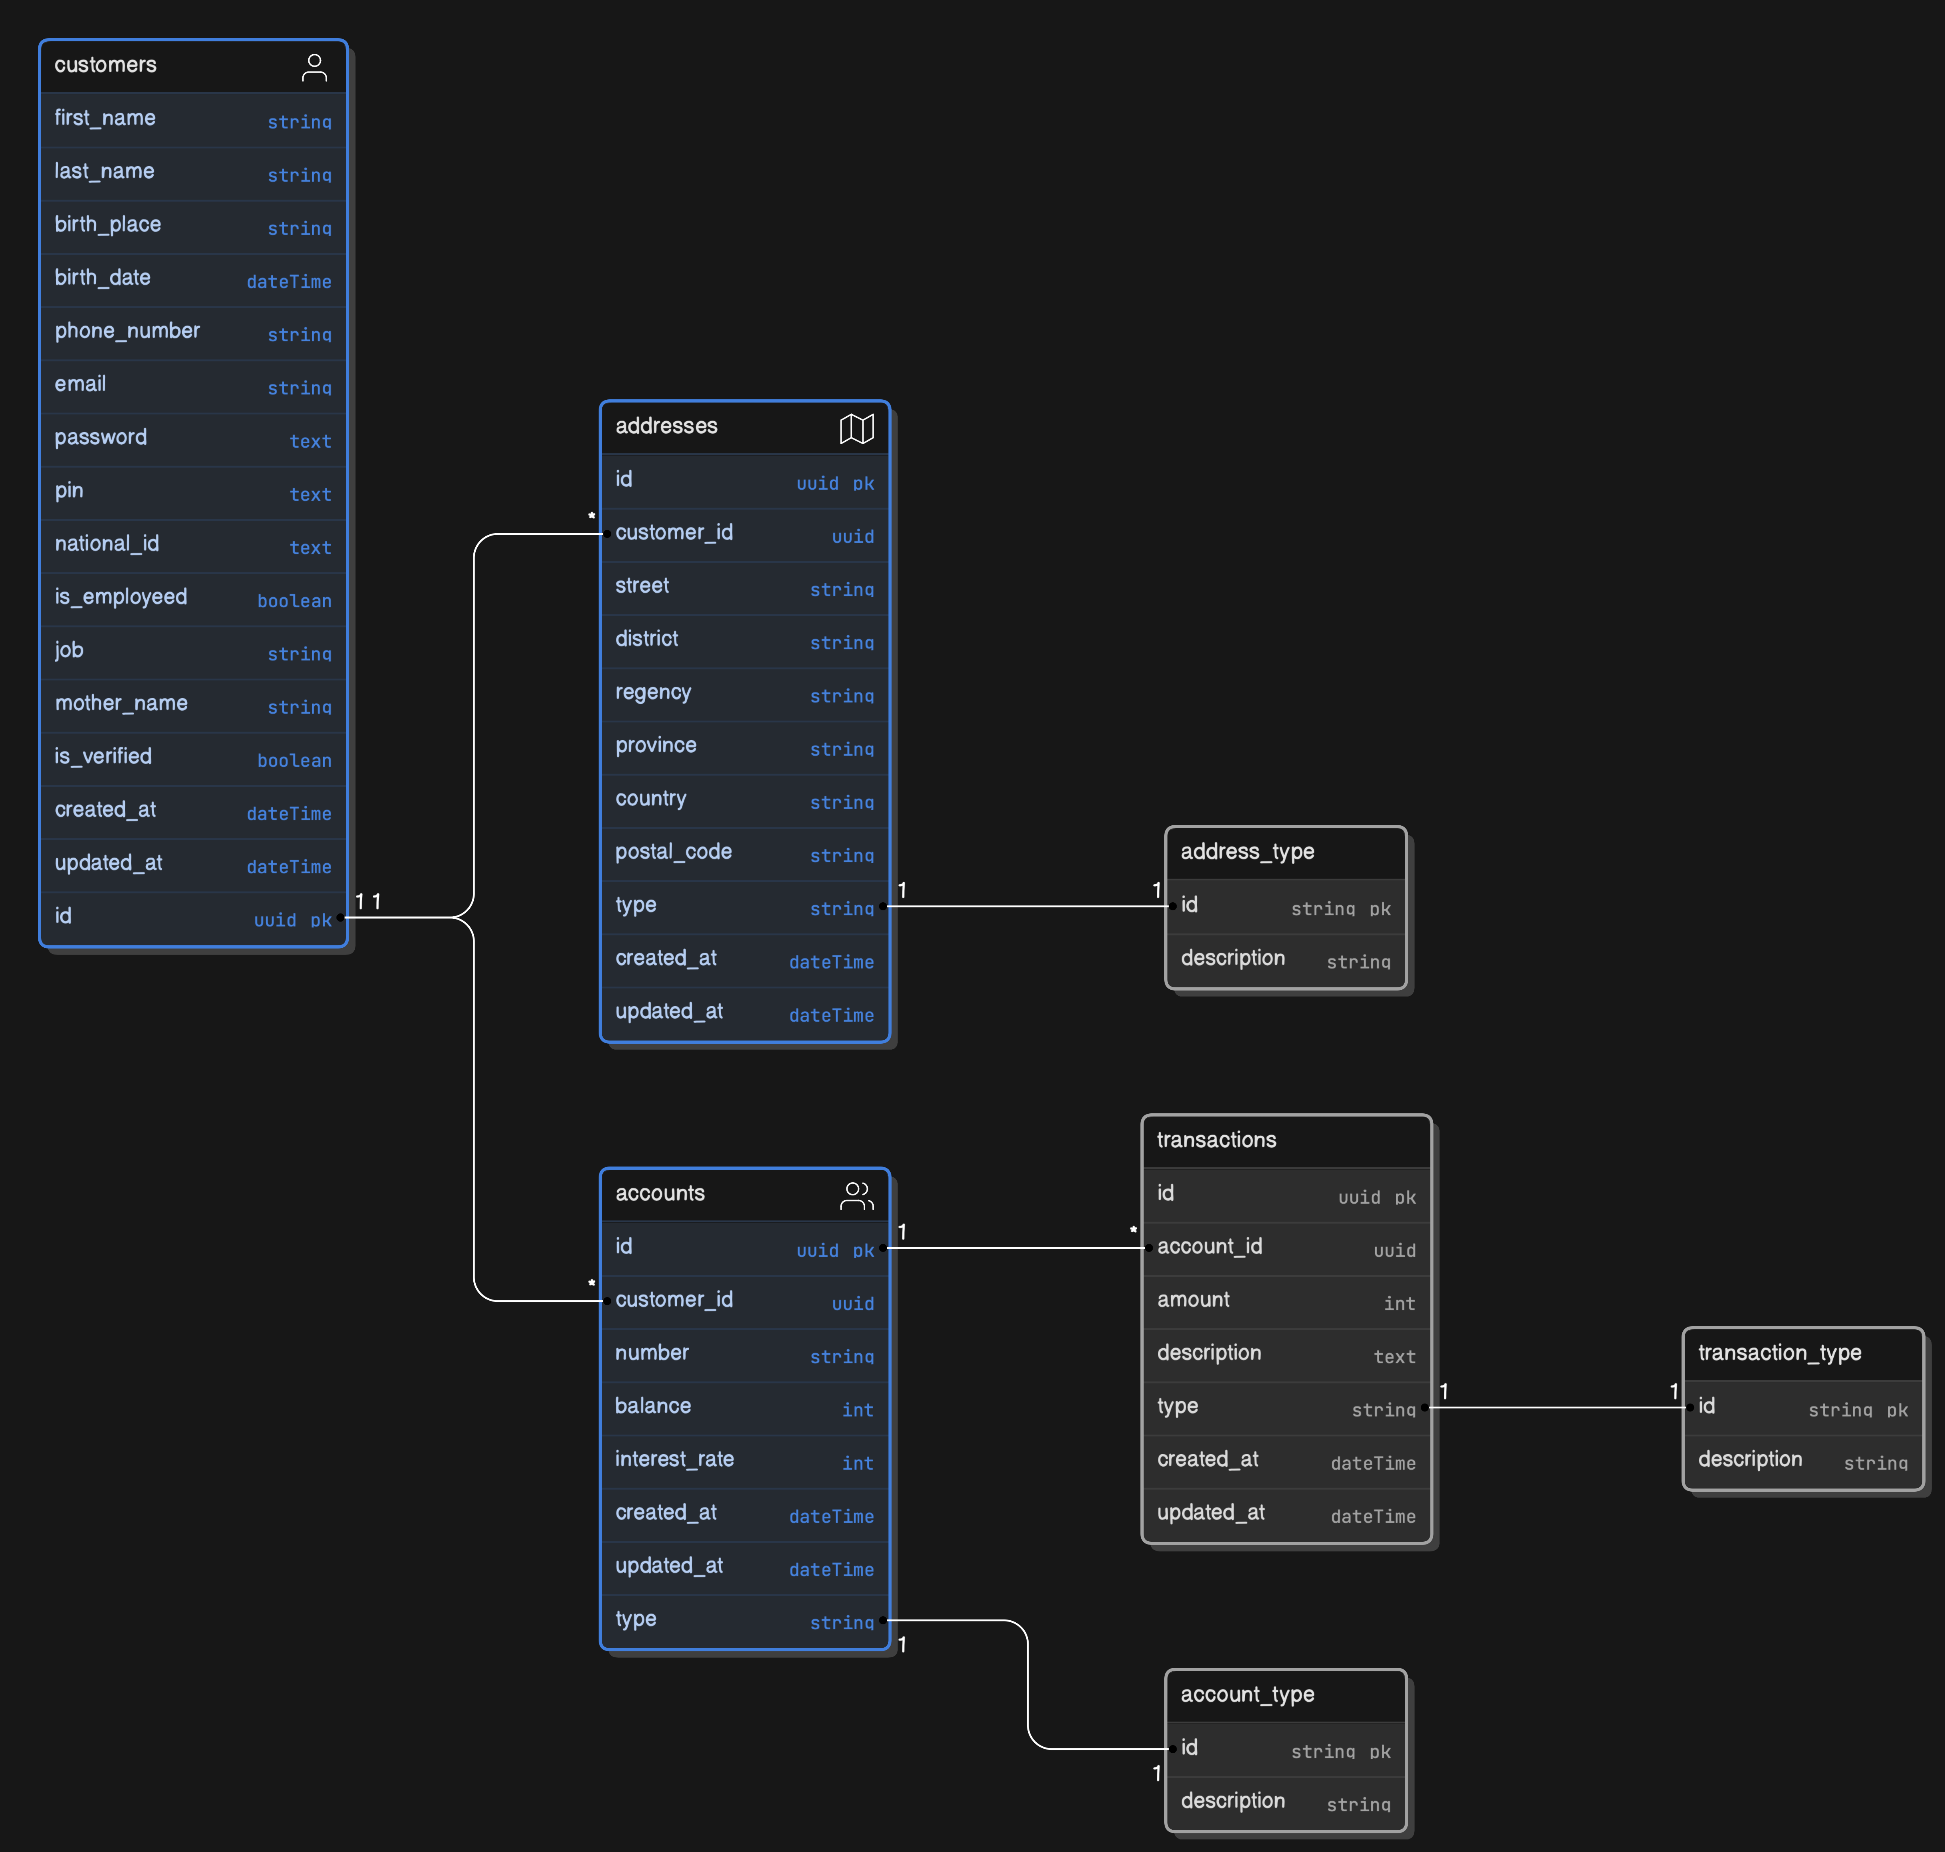 customers
first_name string
last_name string
birth_place string
birth_date dateTime
phone_number string
email string
password text
pin text
national_id text
is_employeed boolean
job string
mother_name string
is_verified boolean
created_at dateTime
updated_at dateTime
id uuid pk
1 1
addresses
id uuid pk
*
customer_id uuid
street string
district string
regency string
province string
country string
postal_code string
type string
1
created_at dateTime
updated_at dateTime
address_type
1
id string pk
description string
accounts
id uuid pk
1
*
customer_id uuid
number string
balance int
interest_rate int
created_at dateTime
updated_at dateTime
type string
1
transactions
id uuid pk
*
account_id uuid
amount int
description text
type string
1
created_at dateTime
updated_at dateTime
transaction_type
1
id string pk
description string
account_type
id string pk
1
description string